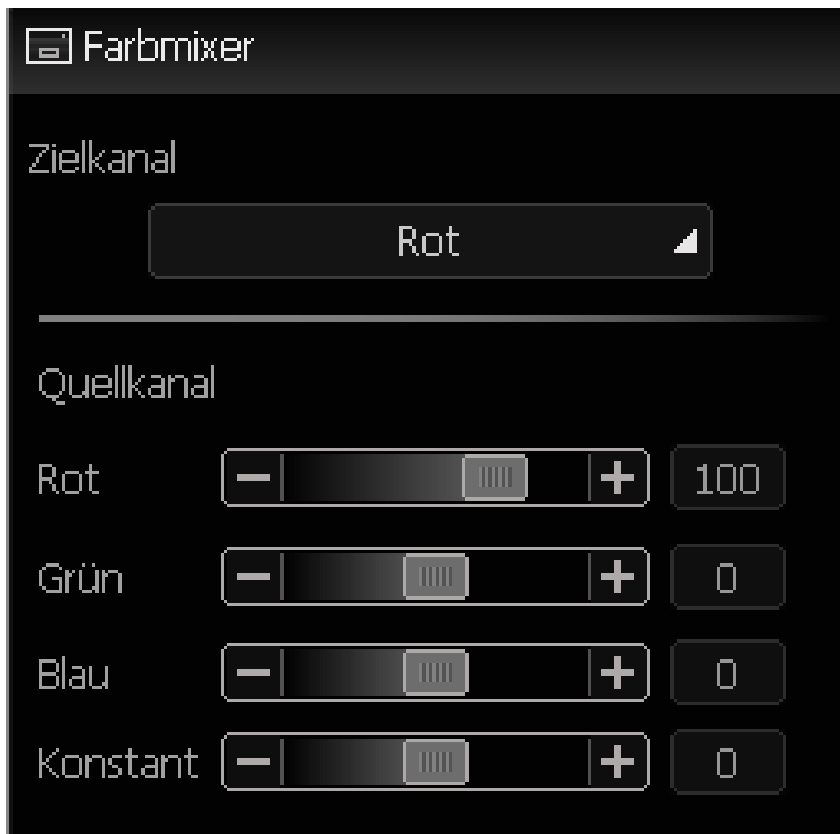 Farbmixer
Zielkanal
Rot
Quellkanal
Rot 100
Grün 0
Blau 0
Konstant 0